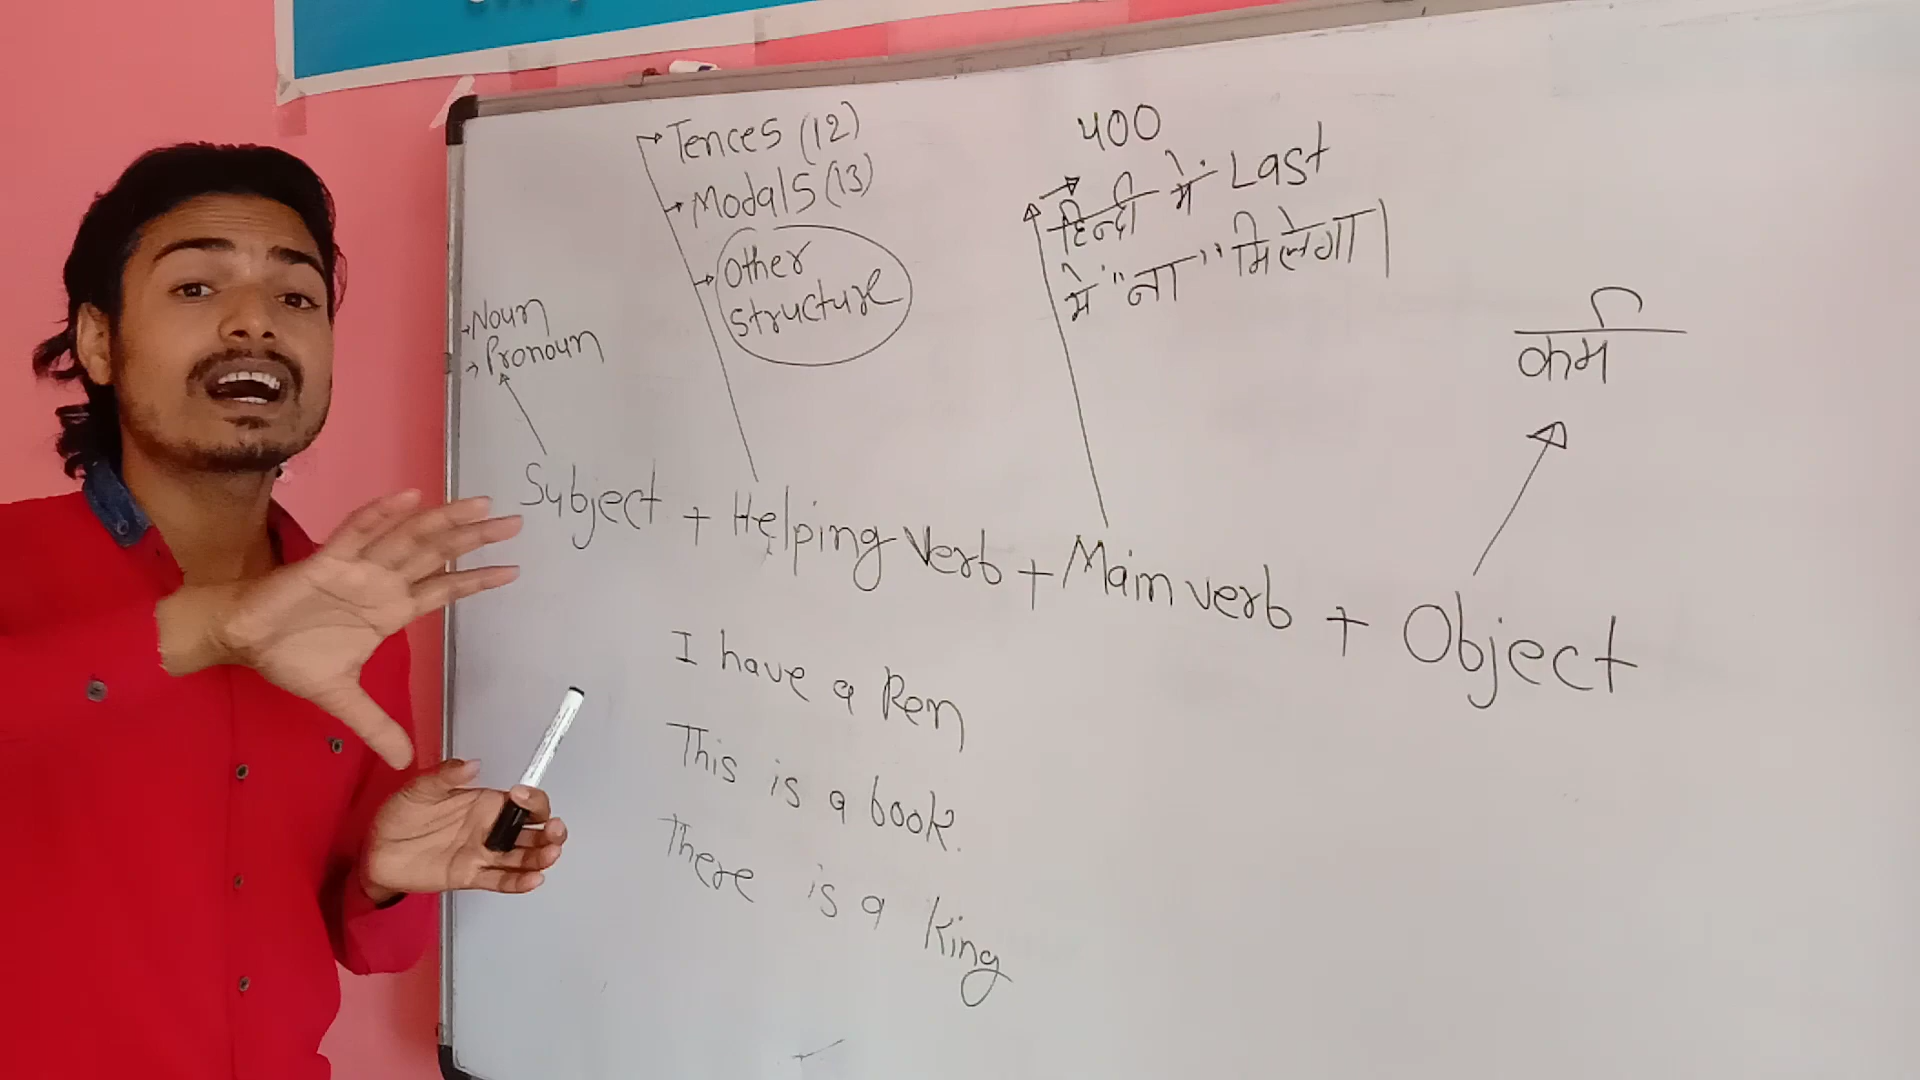 Tences (12)
Modals (13)
Other
structure
Noun
Pronoun
400
हिन्दी में Last
में "ना" मिलेगा।
कर्म
Subject + Helping Verb + Main verb + Object
I have a Pen
This is a book.
There is a king